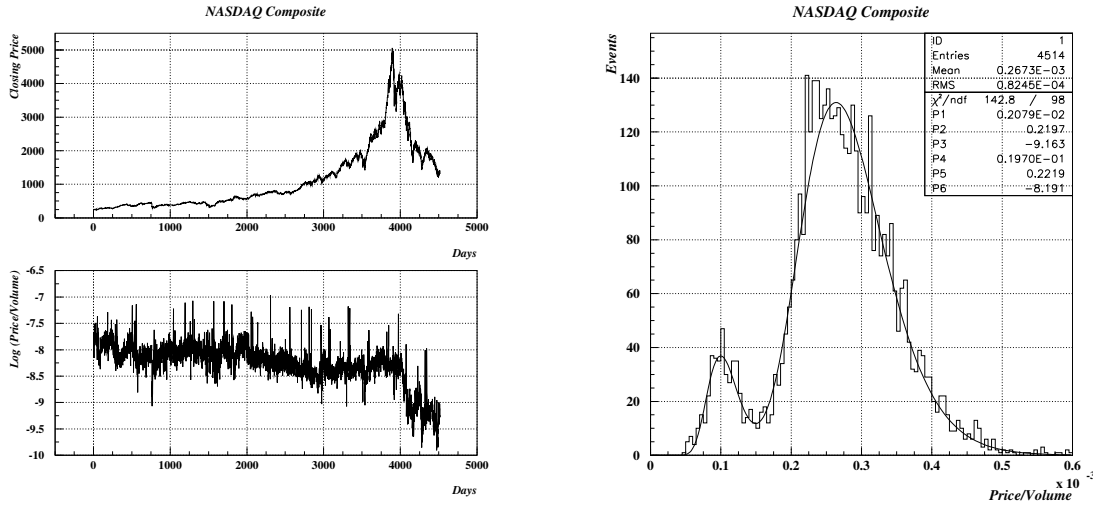 NASDAQ Composite
Closing Price
5000
4000
3000
2000
1000
0
0 1000 2000 3000 4000 5000
Days
Log (Price/Volume)
-6.5
-7
-7.5
-8
-8.5
-9
-9.5
-10
0 1000 2000 3000 4000 5000
Days
NASDAQ Composite
Events
ID 1
Entries 4514
Mean 0.2673E-03
RMS 0.8245E-04
χ²/ndf 142.8 / 98
P1 0.2079E-02
P2 0.2197
P3 -9.163
P4 0.1970E-01
P5 0.2219
P6 -8.191
140
120
100
80
60
40
20
0
0 0.1 0.2 0.3 0.4 0.5 0.6
x 10 -3
Price/Volume